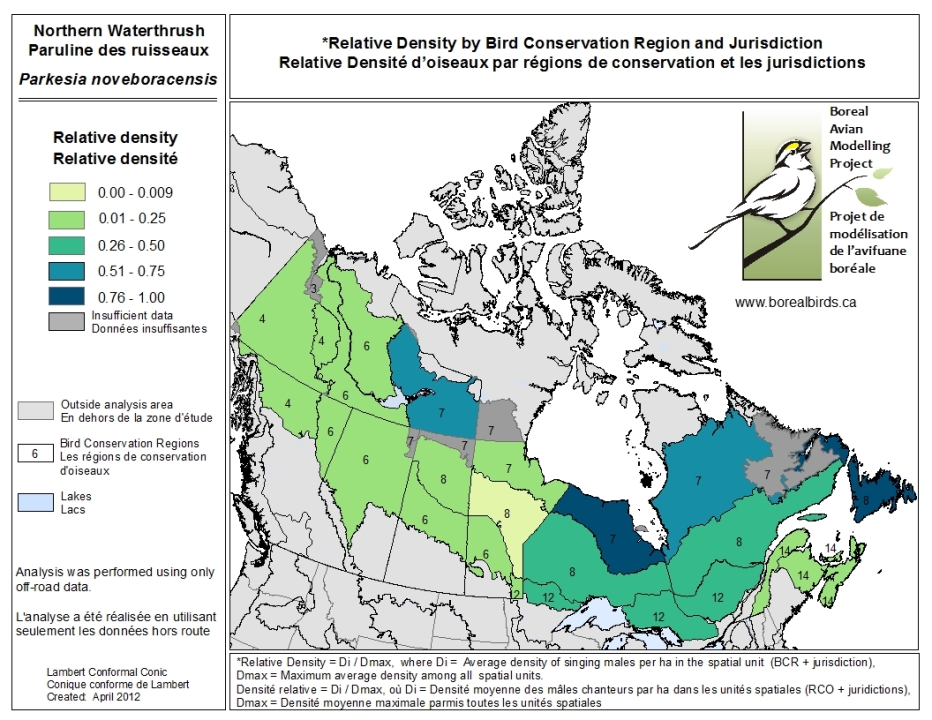 Northern Waterthrush
Paruline des ruisseaux
Parkesia noveboracensis
*Relative Density by Bird Conservation Region and Jurisdiction
Relative Densité d'oiseaux par régions de conservation et les jurisdictions
Relative density
Relative densité
0.00 - 0.009
0.01 - 0.25
0.26 - 0.50
0.51 - 0.75
0.76 - 1.00
Insufficient data
Données insuffisantes
Outside analysis area
En dehors de la zone d'étude
6
Bird Conservation Regions
Les régions de conservation
d'oiseaux
Lakes
Lacs
Analysis was performed using only
off-road data.
L'analyse a été réalisée en utilisant
seulement les données hors route
Lambert Conformal Conic
Conique conforme de Lambert
Created: April 2012
Boreal
Avian
Modelling
Project
Projet de
modélisation
de l'avifuane
boréale
www.borealbirds.ca
3
4
4
6
4
6
6
7
7
7
7
6
7
8
8
6
6
7
7
7
8
8
8
12
12
12
12
14
14
14
14
14
*Relative Density = Di / Dmax, where Di = Average density of singing males per ha in the spatial unit (BCR + jurisdiction),
Dmax = Maximum average density among all spatial units.
Densité relative = Di / Dmax, où Di = Densité moyenne des mâles chanteurs par ha dans les unités spatiales (RCO + juridictions),
Dmax = Densité moyenne maximale parmis toutes les unités spatiales